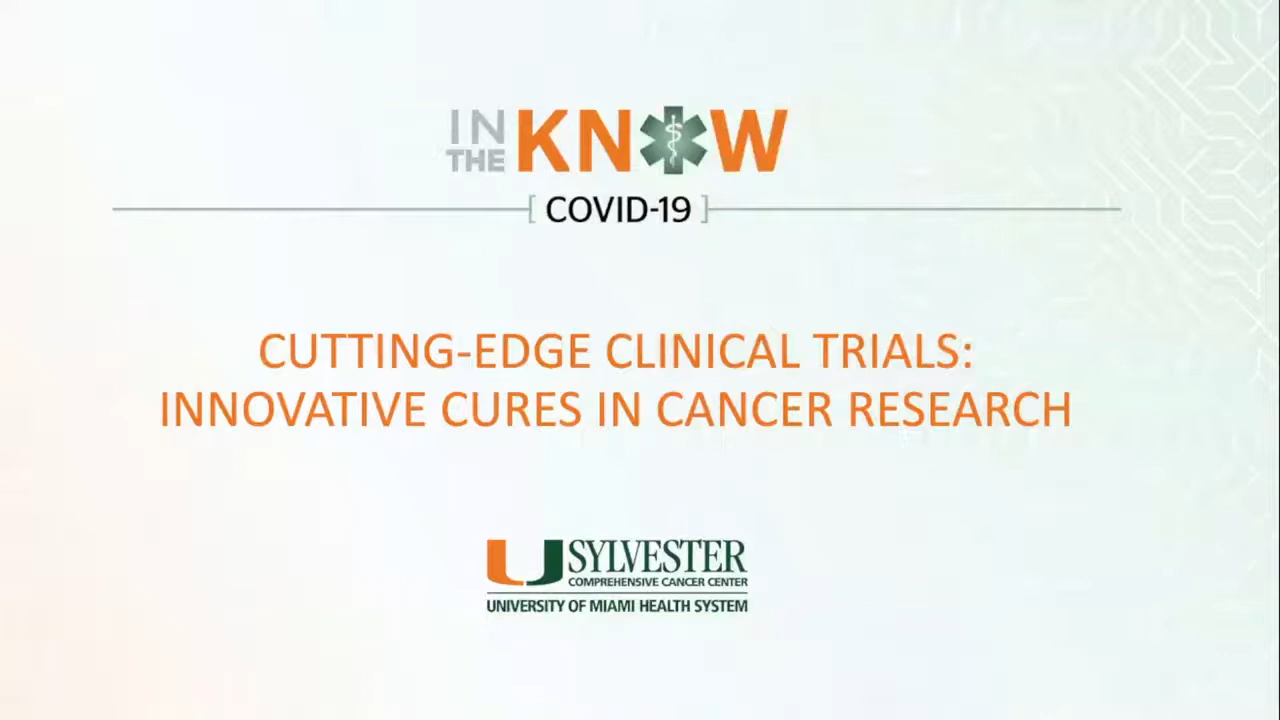 IN THE KNOW
[ COVID-19 ]
CUTTING-EDGE CLINICAL TRIALS:
INNOVATIVE CURES IN CANCER RESEARCH
SYLVESTER
COMPREHENSIVE CANCER CENTER
UNIVERSITY OF MIAMI HEALTH SYSTEM